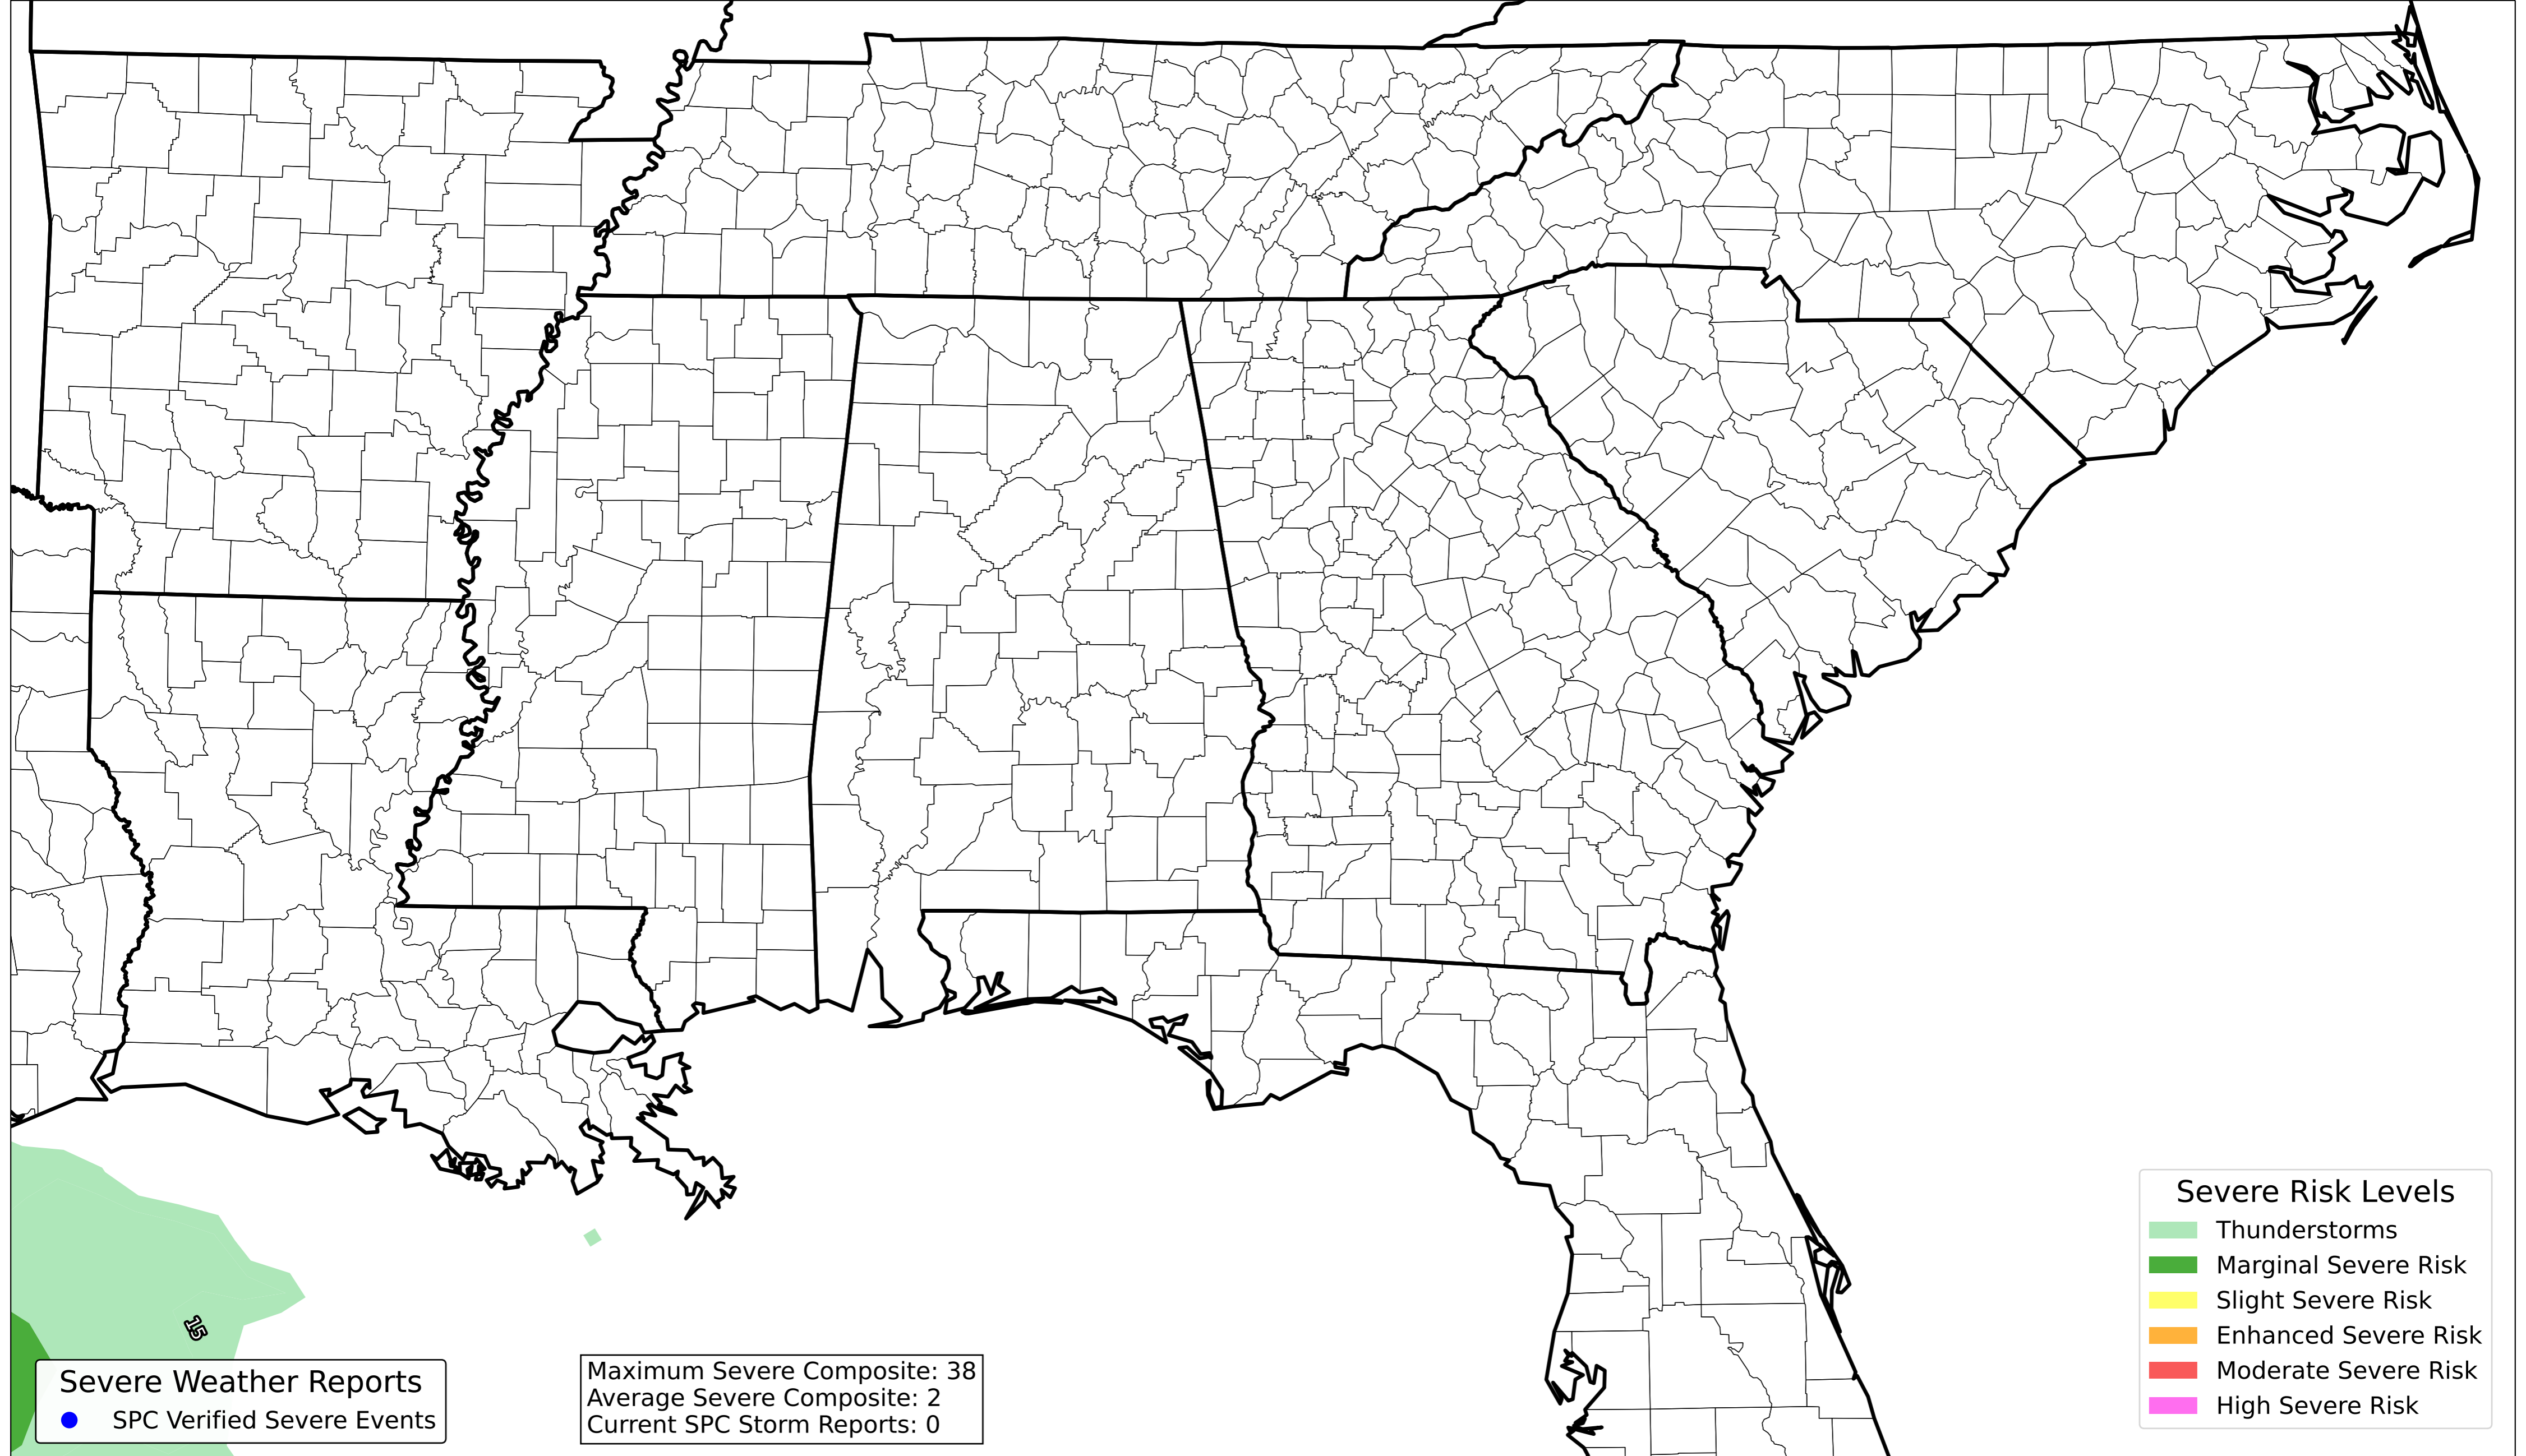 15
Severe Weather Reports
SPC Verified Severe Events
Maximum Severe Composite: 38
Average Severe Composite: 2
Current SPC Storm Reports: 0
Severe Risk Levels
Thunderstorms
Marginal Severe Risk
Slight Severe Risk
Enhanced Severe Risk
Moderate Severe Risk
High Severe Risk